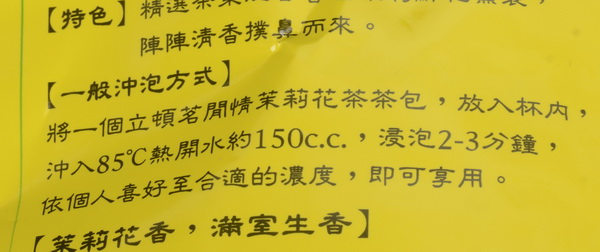 【特色】精選茶葉
陣陣清香撲鼻而來。
【一般沖泡方式】
將一個立頓茗閒情茉莉花茶茶包，放入杯內，
沖入85℃熱開水約150c.c.，浸泡2-3分鐘，
依個人喜好至合適的濃度，即可享用。
【茉莉花香，滿室生香】